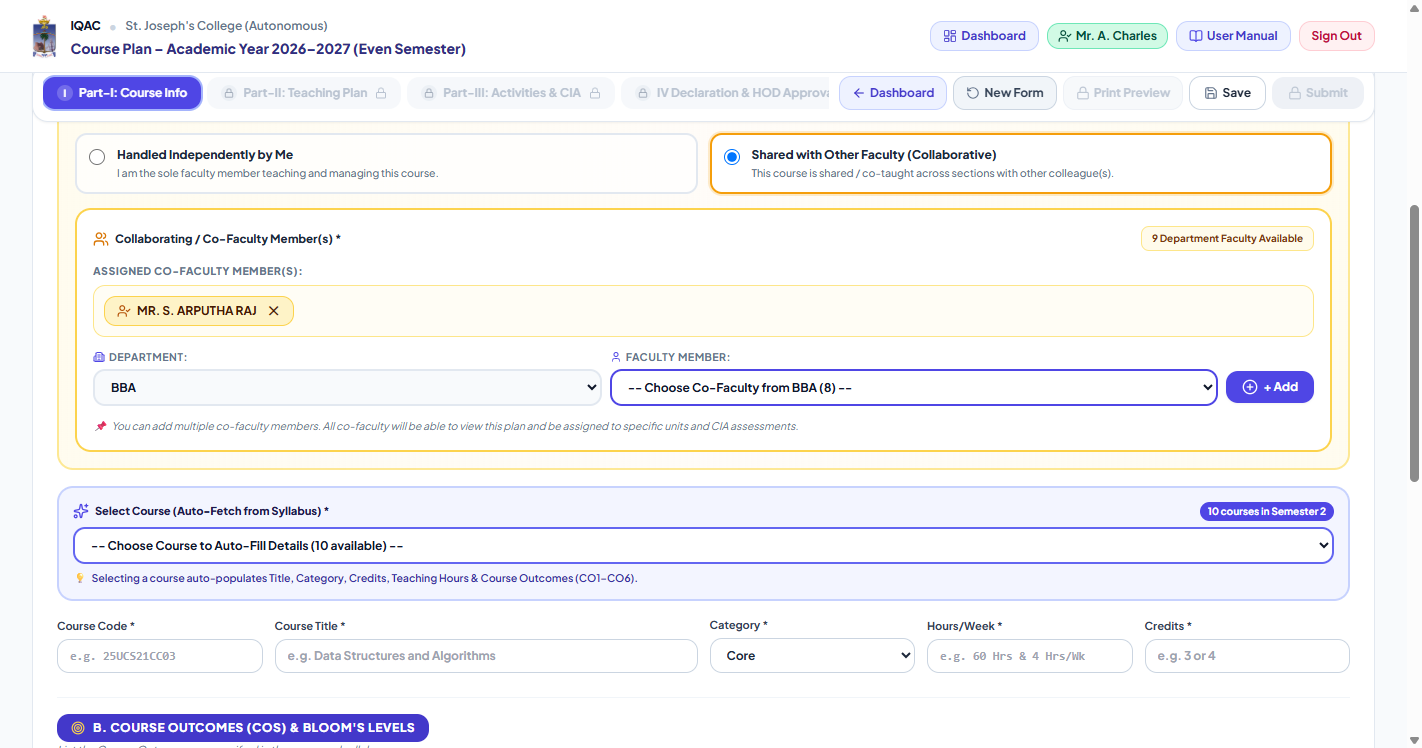 IQAC • St. Joseph's College (Autonomous)
Course Plan – Academic Year 2026–2027 (Even Semester)
Dashboard
Mr. A. Charles
User Manual
Sign Out
I Part-I: Course Info
Part-II: Teaching Plan
Part-III: Activities & CIA
IV Declaration & HOD Approva
← Dashboard
New Form
Print Preview
Save
Submit
Handled Independently by Me
I am the sole faculty member teaching and managing this course.
Shared with Other Faculty (Collaborative)
This course is shared / co-taught across sections with other colleague(s).
Collaborating / Co-Faculty Member(s) *
9 Department Faculty Available
ASSIGNED CO-FACULTY MEMBER(S):
MR. S. ARPUTHA RAJ ✕
DEPARTMENT:
FACULTY MEMBER:
BBA
-- Choose Co-Faculty from BBA (8) --
+ Add
You can add multiple co-faculty members. All co-faculty will be able to view this plan and be assigned to specific units and CIA assessments.
Select Course (Auto-Fetch from Syllabus) *
10 courses in Semester 2
-- Choose Course to Auto-Fill Details (10 available) --
Selecting a course auto-populates Title, Category, Credits, Teaching Hours & Course Outcomes (CO1–CO6).
Course Code *
Course Title *
Category *
Hours/Week *
Credits *
e.g. 25UCS21CC03
e.g. Data Structures and Algorithms
Core
e.g. 60 Hrs & 4 Hrs/Wk
e.g. 3 or 4
B. COURSE OUTCOMES (COS) & BLOOM'S LEVELS